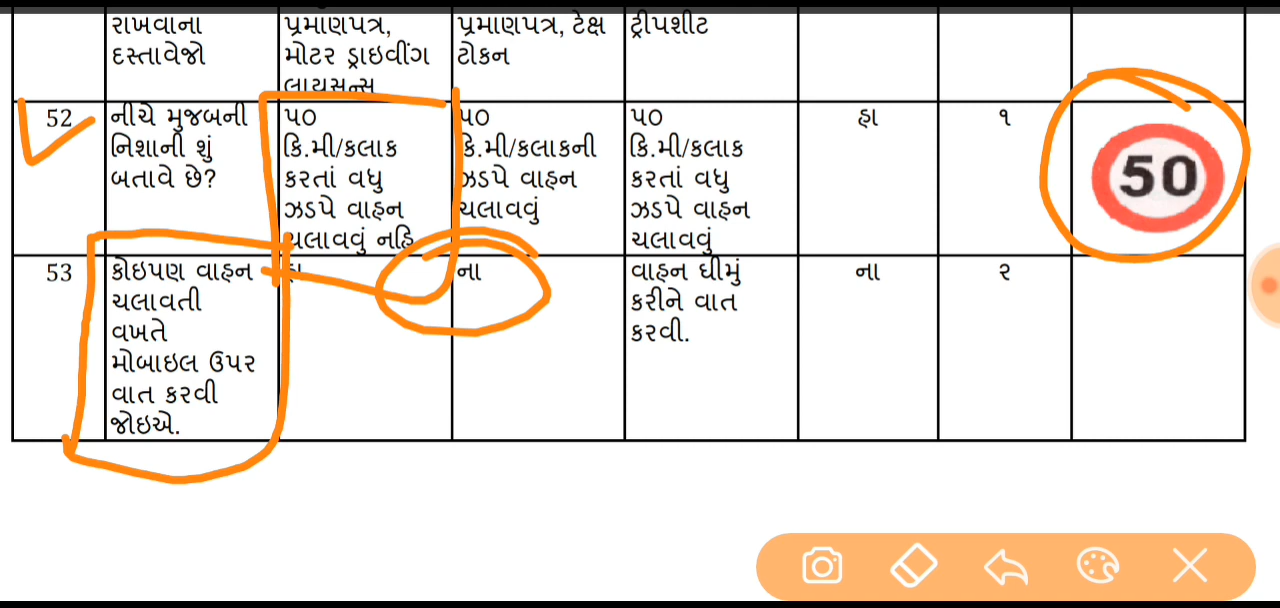 રાખવાના
દસ્તાવેજો
પ્રમાણપત્ર,
મોટર ડ્રાઇવીંગ
લાયસન્સ
પ્રમાણપત્ર, ટેક્ષ
ટોકન
ટ્રીપશીટ
52
નીચે મુજબની
નિશાની શું
બતાવે છે?
૫૦
કિ.મી/કલાક
કરતાં વધુ
ઝડપે વાહન
ચલાવવું નહિ
૫૦
કિ.મી/કલાકની
ઝડપે વાહન
ચલાવવું
૫૦
કિ.મી/કલાક
કરતાં વધુ
ઝડપે વાહન
ચલાવવું
હા
૧
50
53
કોઇપણ વાહન
ચલાવતી
વખતે
મોબાઇલ ઉપર
વાત કરવી
જોઇએ.
હા
ના
વાહન ધીમું
કરીને વાત
કરવી.
ના
૨